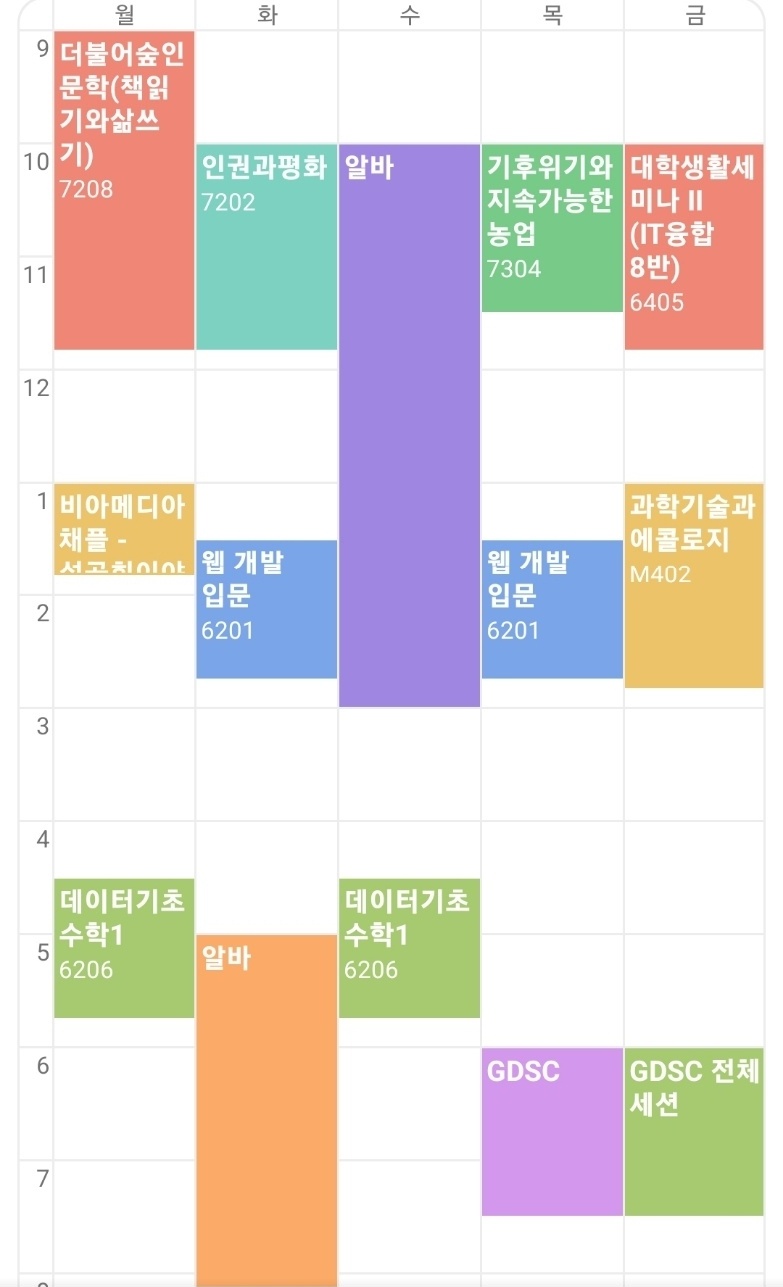 월 화 수 목 금
9
더불어숲인
문학(책읽
기와삶쓰
기)
7208
10
인권과평화
7202
알바
기후위기와
지속가능한
농업
7304
대학생활세
미나 II
(IT융합
8반)
6405
11
12
1
비아메디아
채플 -
과학기술과
에콜로지
M402
웹 개발
입문
6201
웹 개발
입문
6201
2
3
4
데이터기초
수학1
6206
데이터기초
수학1
6206
5
알바
6
GDSC
GDSC 전체
세션
7